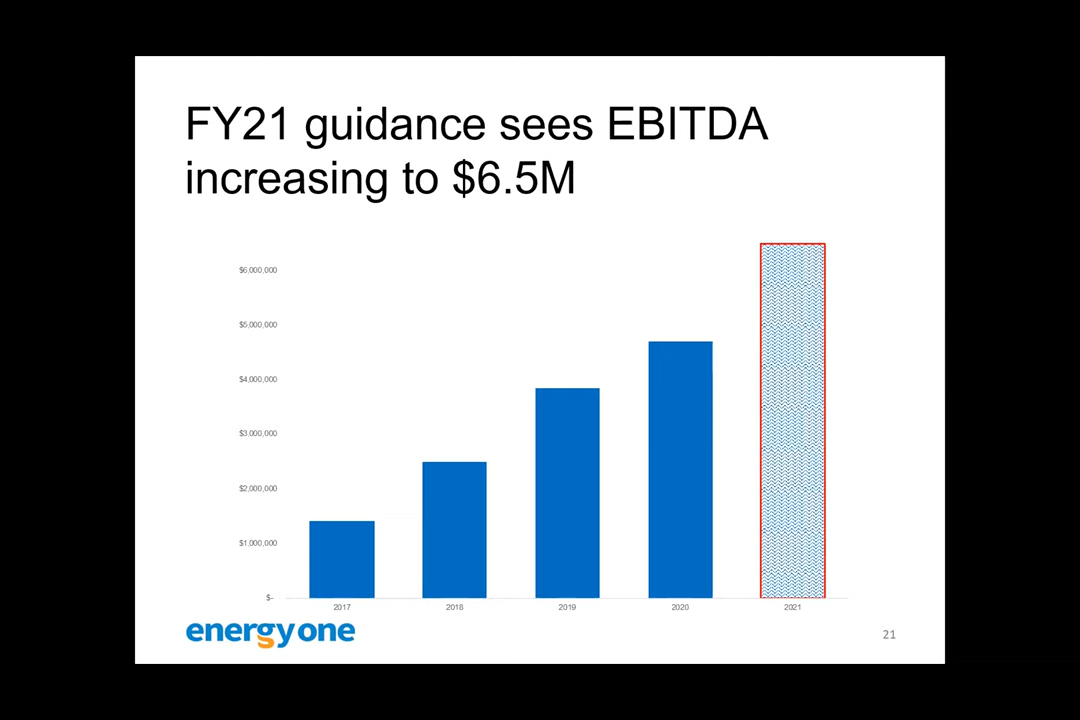 FY21 guidance sees EBITDA
increasing to $6.5M
$6,000,000
$5,000,000
$4,000,000
$3,000,000
$2,000,000
$1,000,000
$-
2017 2018 2019 2020 2021
energyone
21